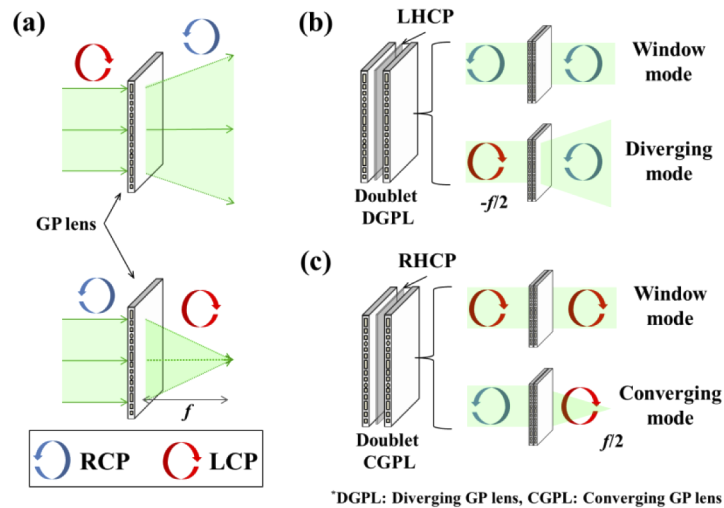 (a)
GP lens
f
RCP
LCP
(b)
LHCP
Doublet
DGPL
Window
mode
Diverging
mode
-f/2
(c)
RHCP
Doublet
CGPL
Window
mode
Converging
mode
f/2
*DGPL: Diverging GP lens, CGPL: Converging GP lens